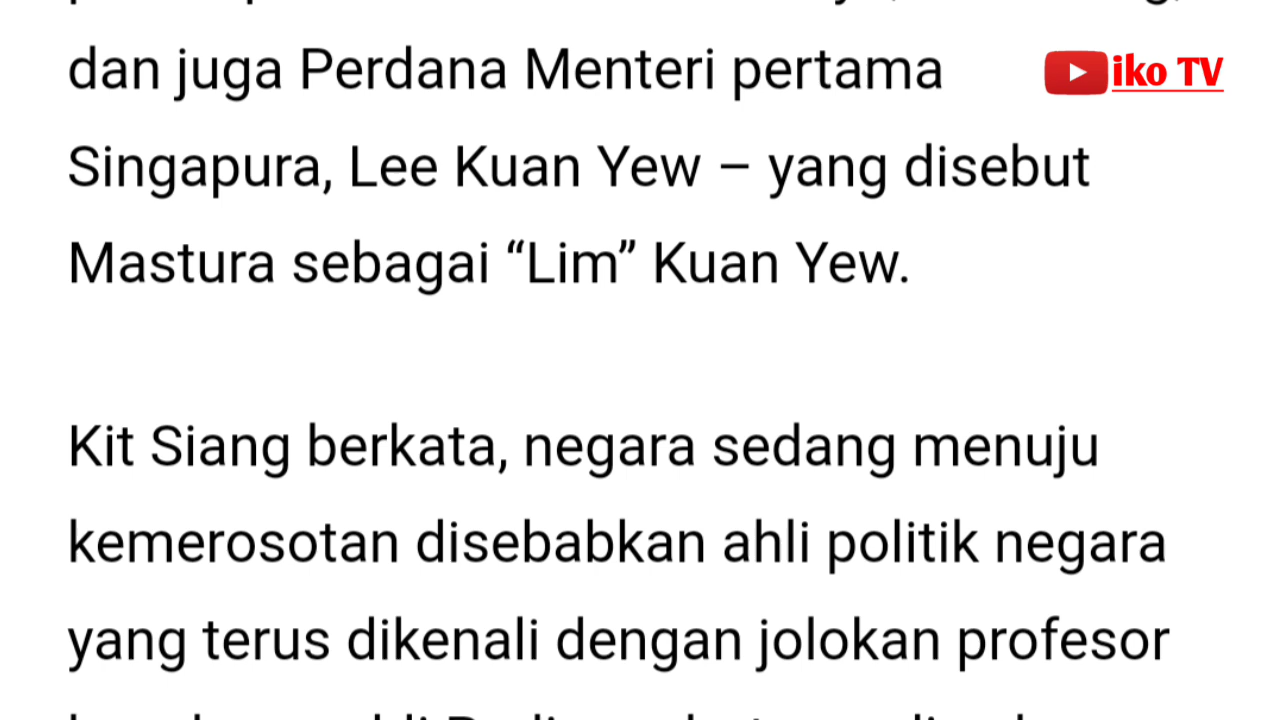 dan juga Perdana Menteri pertama
iko TV
Singapura, Lee Kuan Yew – yang disebut
Mastura sebagai “Lim” Kuan Yew.
Kit Siang berkata, negara sedang menuju
kemerosotan disebabkan ahli politik negara
yang terus dikenali dengan jolokan profesor